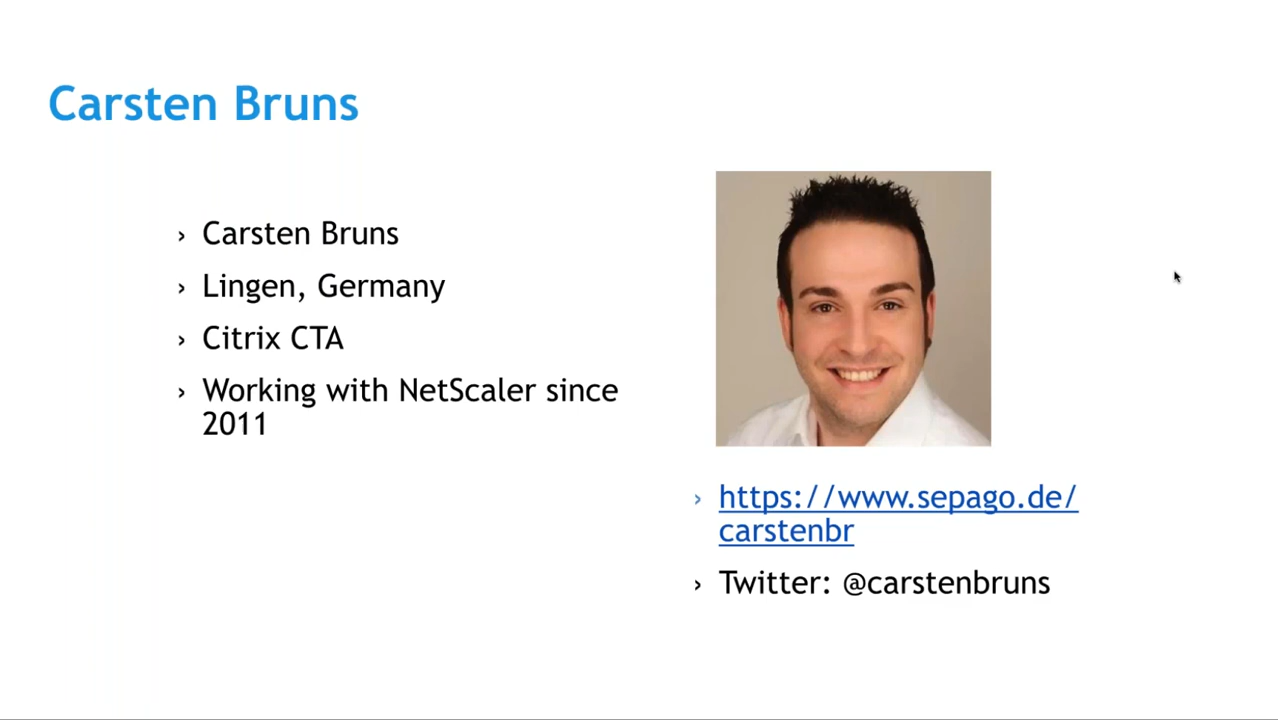 Carsten Bruns
› Carsten Bruns
› Lingen, Germany
› Citrix CTA
› Working with NetScaler since
2011
› https://www.sepago.de/
carstenbr
› Twitter: @carstenbruns